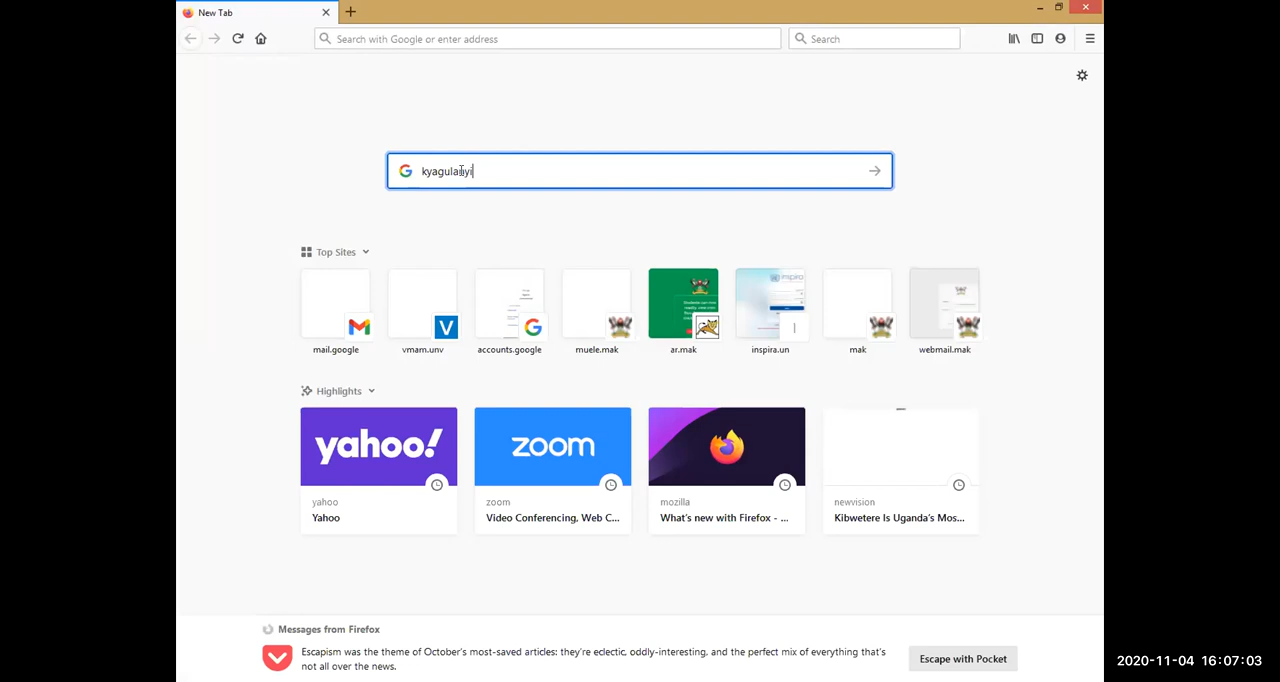 New Tab
Search with Google or enter address
Search
kyagulanyi
Top Sites
mail.google
vmam.unv
accounts.google
muele.mak
ar.mak
inspira.un
mak
webmail.mak
Highlights
yahoo!
zoom
yahoo
Yahoo
zoom
Video Conferencing, Web C...
mozilla
What's new with Firefox - ...
newvision
Kibwetere Is Uganda's Mos...
Messages from Firefox
Escapism was the theme of October's most-saved articles: they're eclectic, oddly-interesting, and the perfect mix of everything that's
not all over the news.
Escape with Pocket
2020-11-04 16:07:03